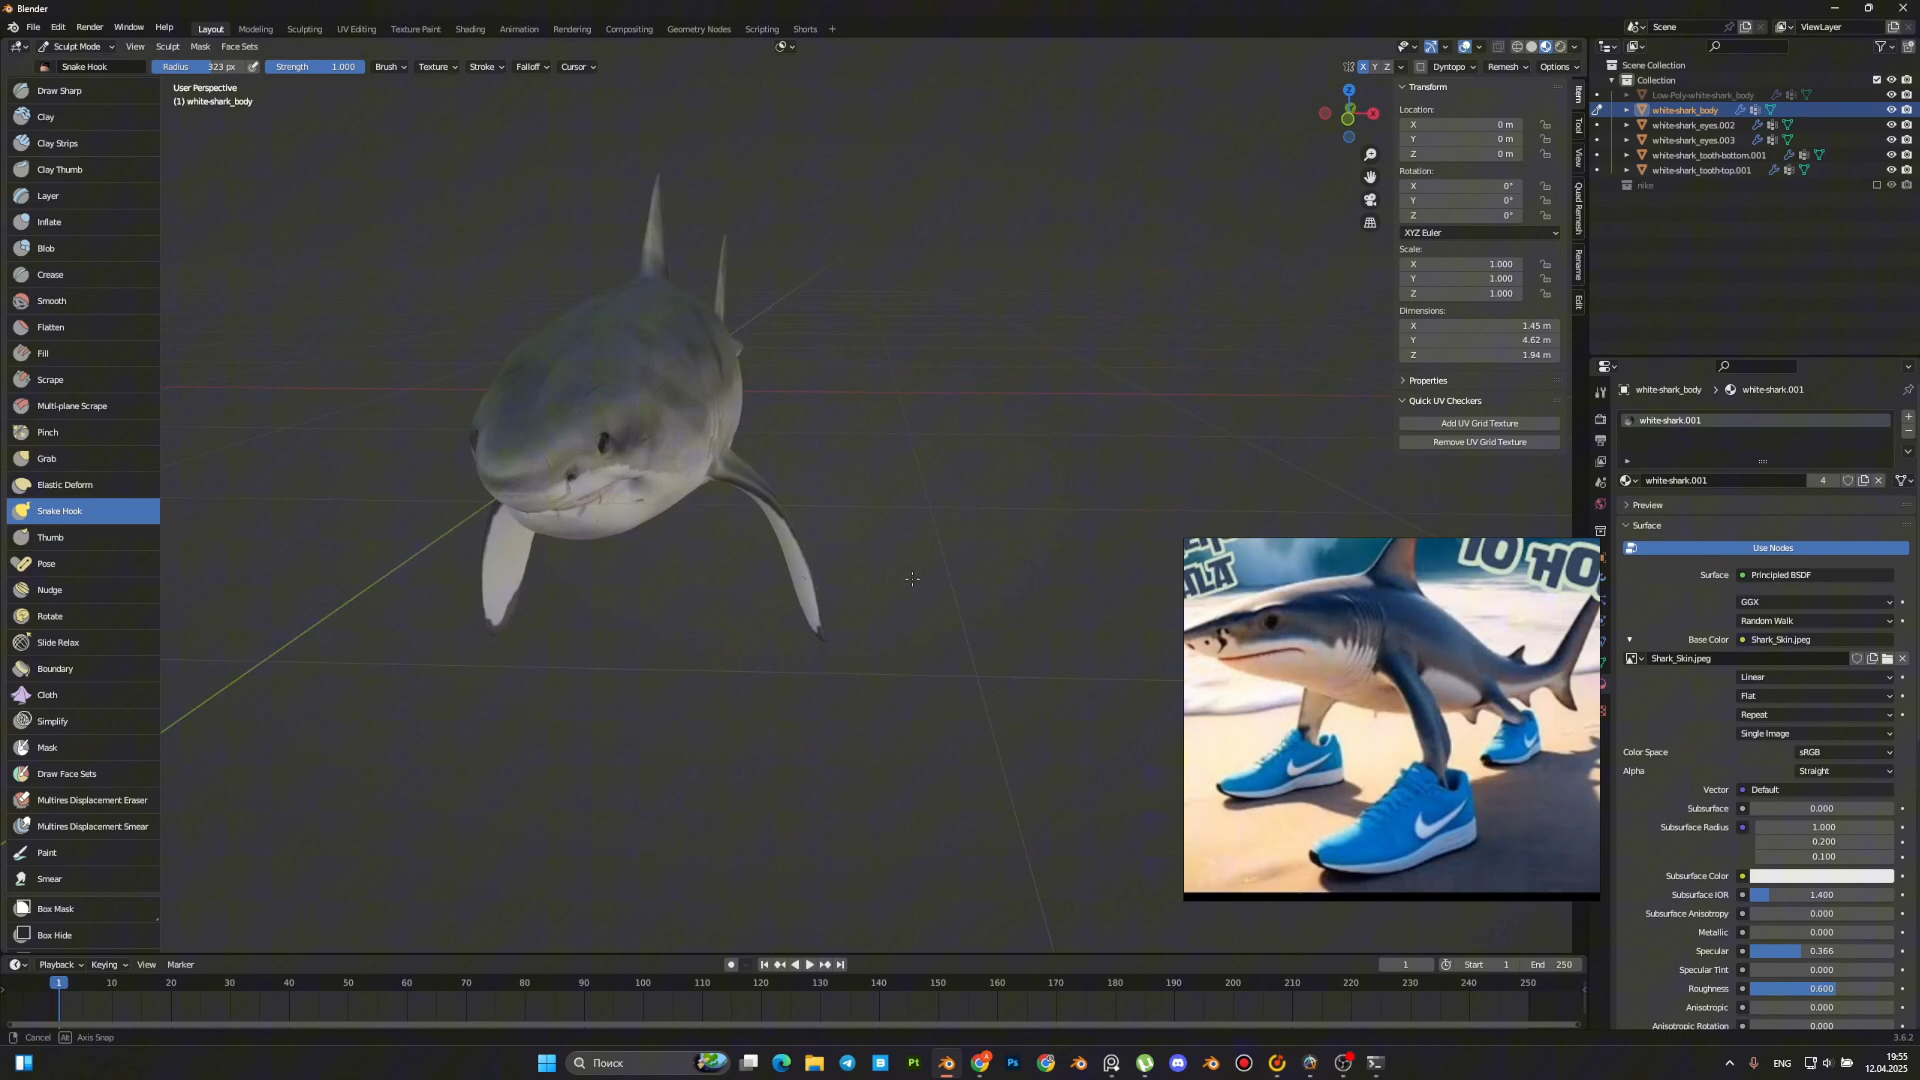 Blender
File Edit Render Window Help Layout Modeling Sculpting UV Editing Texture Paint Shading Animation Rendering Compositing Geometry Nodes Scripting Shorts + Scene ViewLayer
Sculpt Mode View Sculpt Mask Face Sets
Snake Hook Radius 323 px Strength 1.000 Brush Texture Stroke Falloff Cursor X Y Z Dyntopo Remesh Options
User Perspective
(1) white-shark_body
Draw Sharp
Clay
Clay Strips
Clay Thumb
Layer
Inflate
Blob
Crease
Smooth
Flatten
Fill
Scrape
Multi-plane Scrape
Pinch
Grab
Elastic Deform
Snake Hook
Thumb
Pose
Nudge
Rotate
Slide Relax
Boundary
Cloth
Simplify
Mask
Draw Face Sets
Multires Displacement Eraser
Multires Displacement Smear
Paint
Smear
Box Mask
Box Hide
Z
X
Transform
Location:
X 0 m
Y 0 m
Z 0 m
Rotation:
X 0°
Y 0°
Z 0°
XYZ Euler
Scale:
X 1.000
Y 1.000
Z 1.000
Dimensions:
X 1.45 m
Y 4.62 m
Z 1.94 m
Properties
Quick UV Checkers
Add UV Grid Texture
Remove UV Grid Texture
Item
Tool
View
Quad Remesh
Rename
Edit
Scene Collection
Collection
Low-Poly-white-shark_body
white-shark_body
white-shark_eyes.002
white-shark_eyes.003
white-shark_tooth-bottom.001
white-shark_tooth-top.001
nike
white-shark_body > white-shark.001
white-shark.001
white-shark.001 4
Preview
Surface
Use Nodes
Surface Principled BSDF
GGX
Random Walk
Base Color Shark_Skin.jpeg
Shark_Skin.jpeg
Linear
Flat
Repeat
Single Image
Color Space sRGB
Alpha Straight
Vector Default
Subsurface 0.000
Subsurface Radius 1.000
0.200
0.100
Subsurface Color
Subsurface IOR 1.400
Subsurface Anisotropy 0.000
Metallic 0.000
Specular 0.366
Specular Tint 0.000
Roughness 0.600
Anisotropic 0.000
Anisotropic Rotation 0.000
Playback Keying View Marker 1 Start 1 End 250
1 10 20 30 40 50 60 70 80 90 100 110 120 130 140 150 160 170 180 190 200 210 220 230 240 250
Cancel Alt Axis Snap 3.6.2
Поиск Pt Ps ENG 19:55
12.04.2025